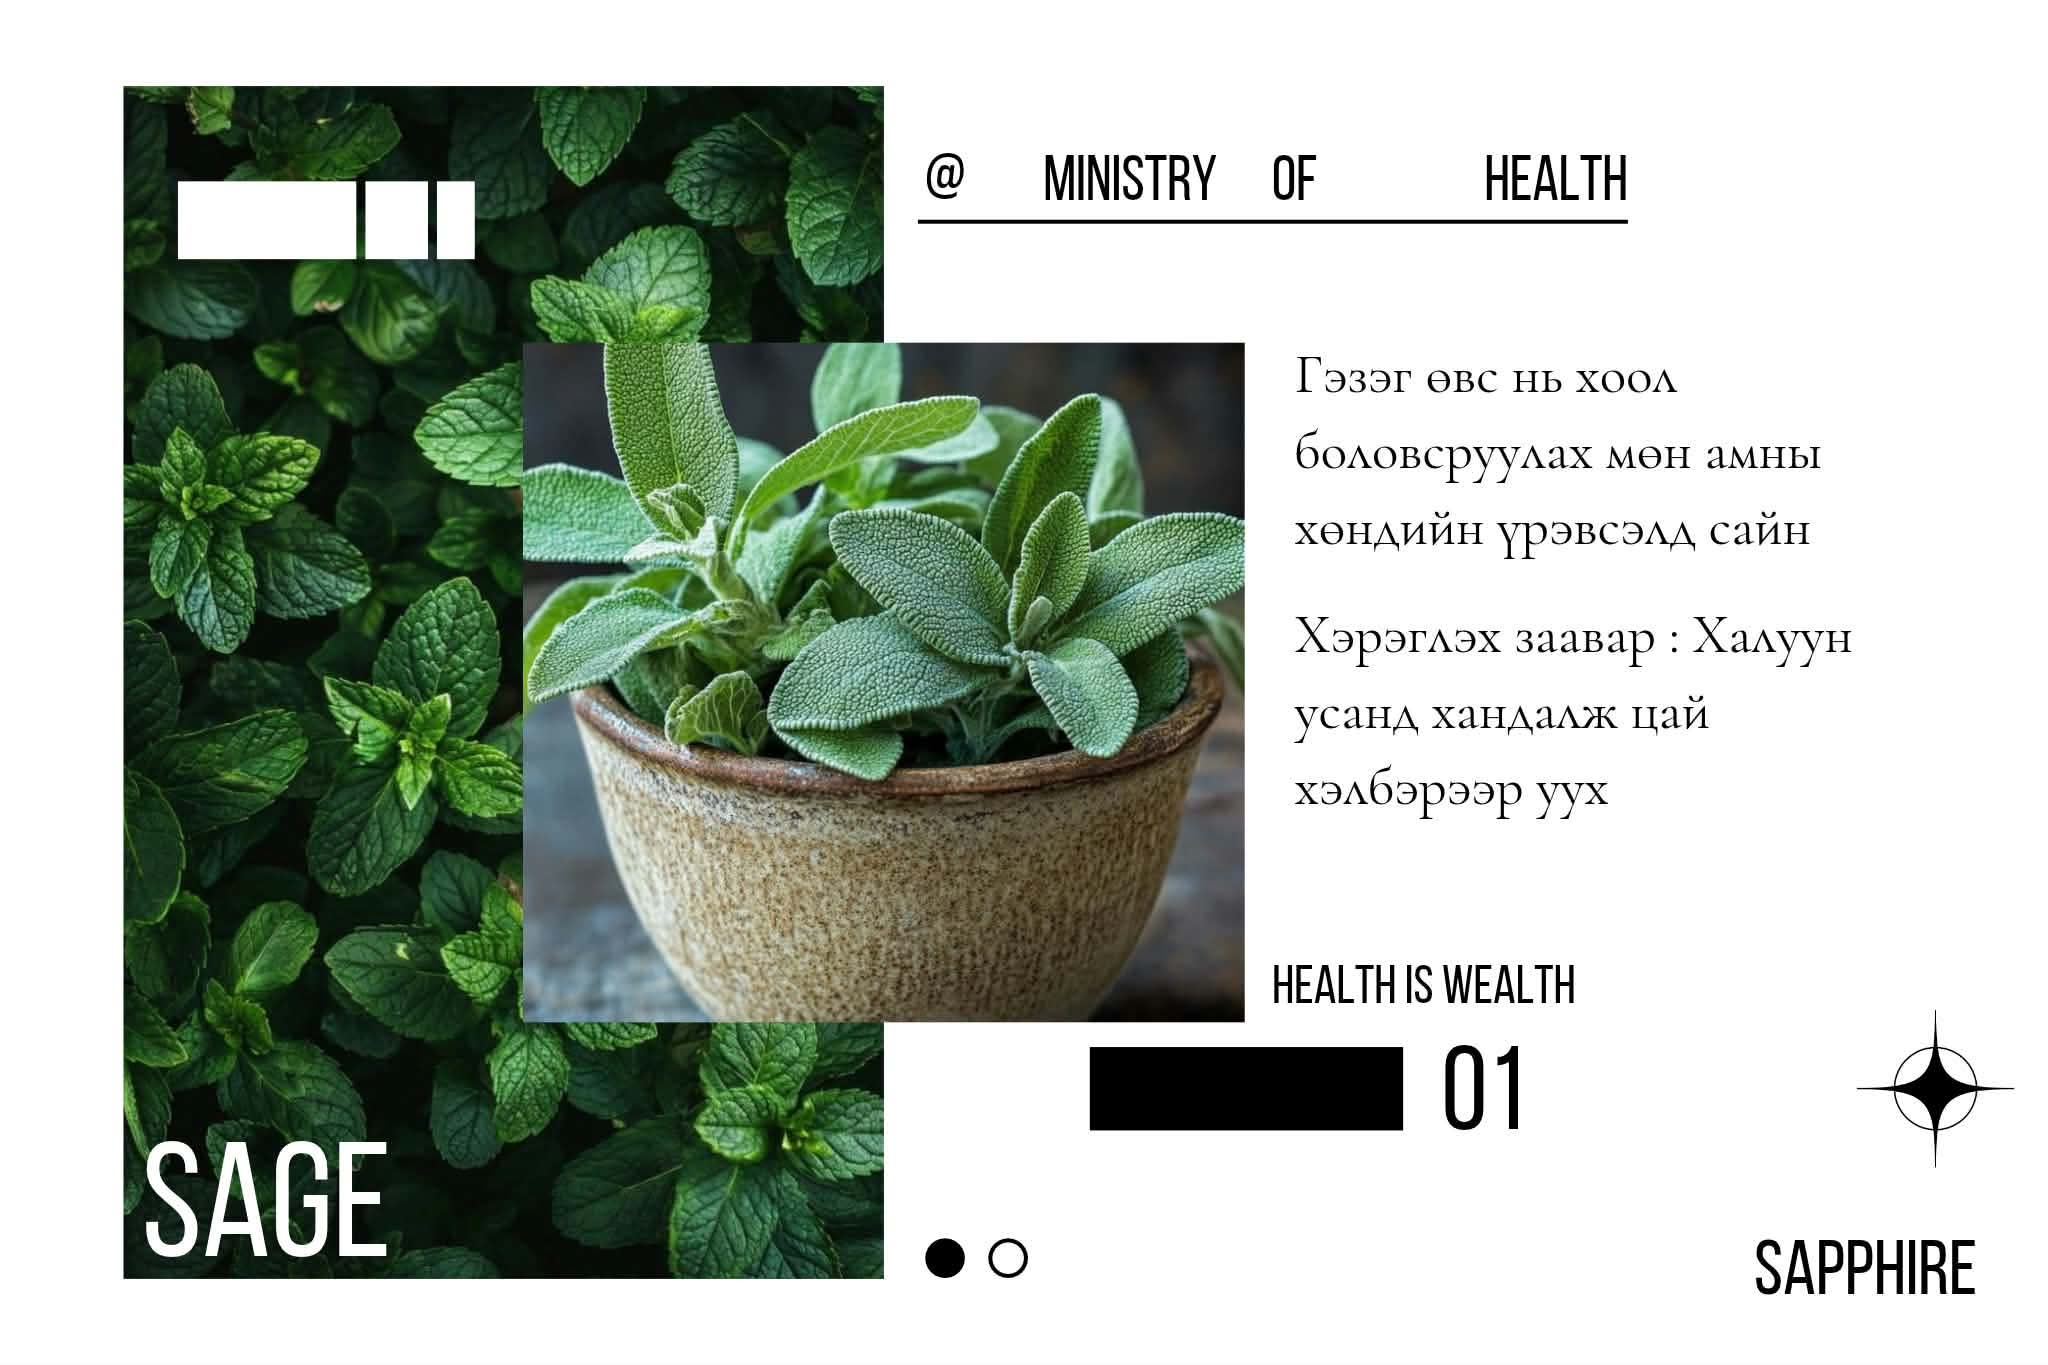 @ MINISTRY OF HEALTH
Гэзэг өвс нь хоол
боловсруулах мөн амны
хөндийн үрэвсэлд сайн
Хэрэглэх заавар : Халуун
усанд хандалж цай
хэлбэрээр уух
HEALTH IS WEALTH
01
SAGE
SAPPHIRE